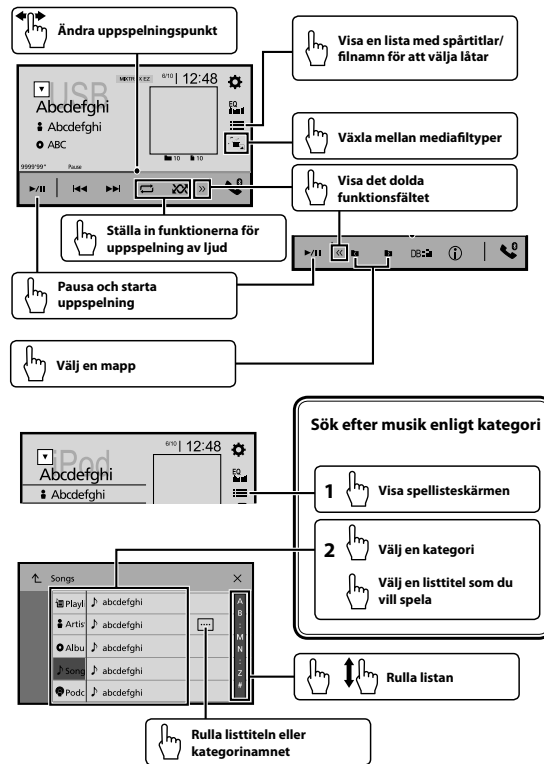 Ändra uppspelningspunkt
Visa en lista med spårtitlar/
filnamn för att välja låtar
USB
MIXTRAX EZ
6/10 12:48
Abcdefghi
Abcdefghi
ABC
EQ
10 10
9999'99" Pause
Växla mellan mediafiltyper
Visa det dolda
funktionsfältet
Ställa in funktionerna för
uppspelning av ljud
DB
Pausa och starta
uppspelning
Välj en mapp
Sök efter musik enligt kategori
iPod
6/10 12:48
Abcdefghi
Abcdefghi
EQ
1 Visa spellisteskärmen
2 Välj en kategori
Välj en listtitel som du
vill spela
Songs
Playli abcdefghi
Artis abcdefghi
Albu abcdefghi
Song abcdefghi
Podc abcdefghi
A
B
:
M
N
:
Z
#
Rulla listan
Rulla listtiteln eller
kategorinamnet